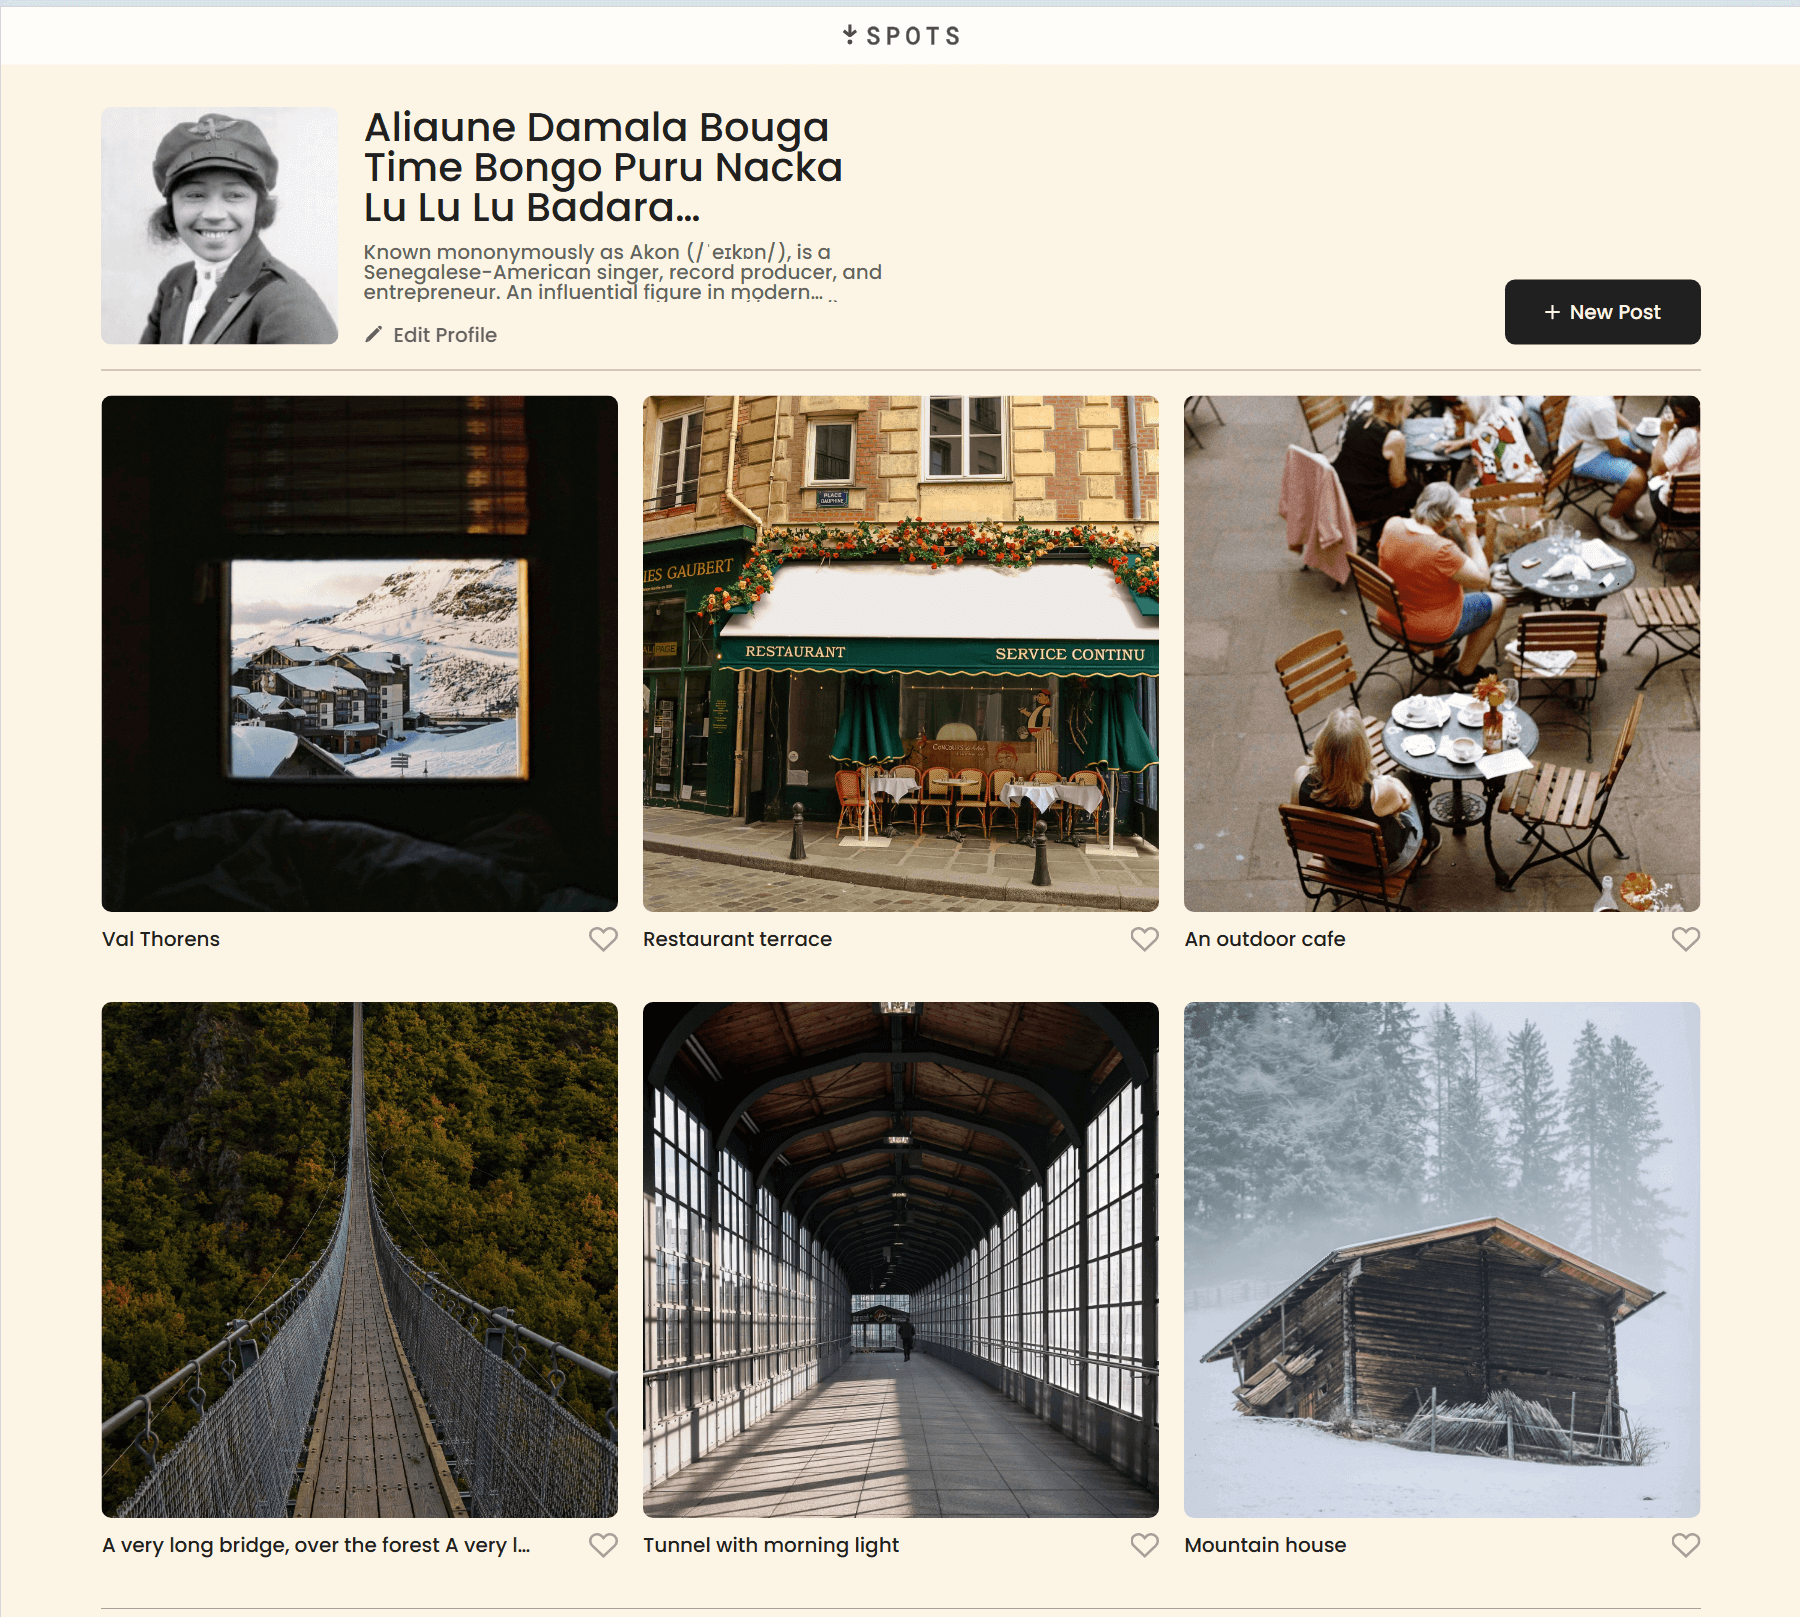 SPOTS
Aliaune Damala Bouga
Time Bongo Puru Nacka
Lu Lu Lu Badara...
Known mononymously as Akon (/ˈeɪkɒn/), is a
Senegalese-American singer, record producer, and
entrepreneur. An influential figure in modern...
Edit Profile
+ New Post
PLACE
DAUPHINE
IES GAUBERT
RESTAURANT
SERVICE CONTINU
Val Thorens
Restaurant terrace
An outdoor cafe
A very long bridge, over the forest A very l...
Tunnel with morning light
Mountain house